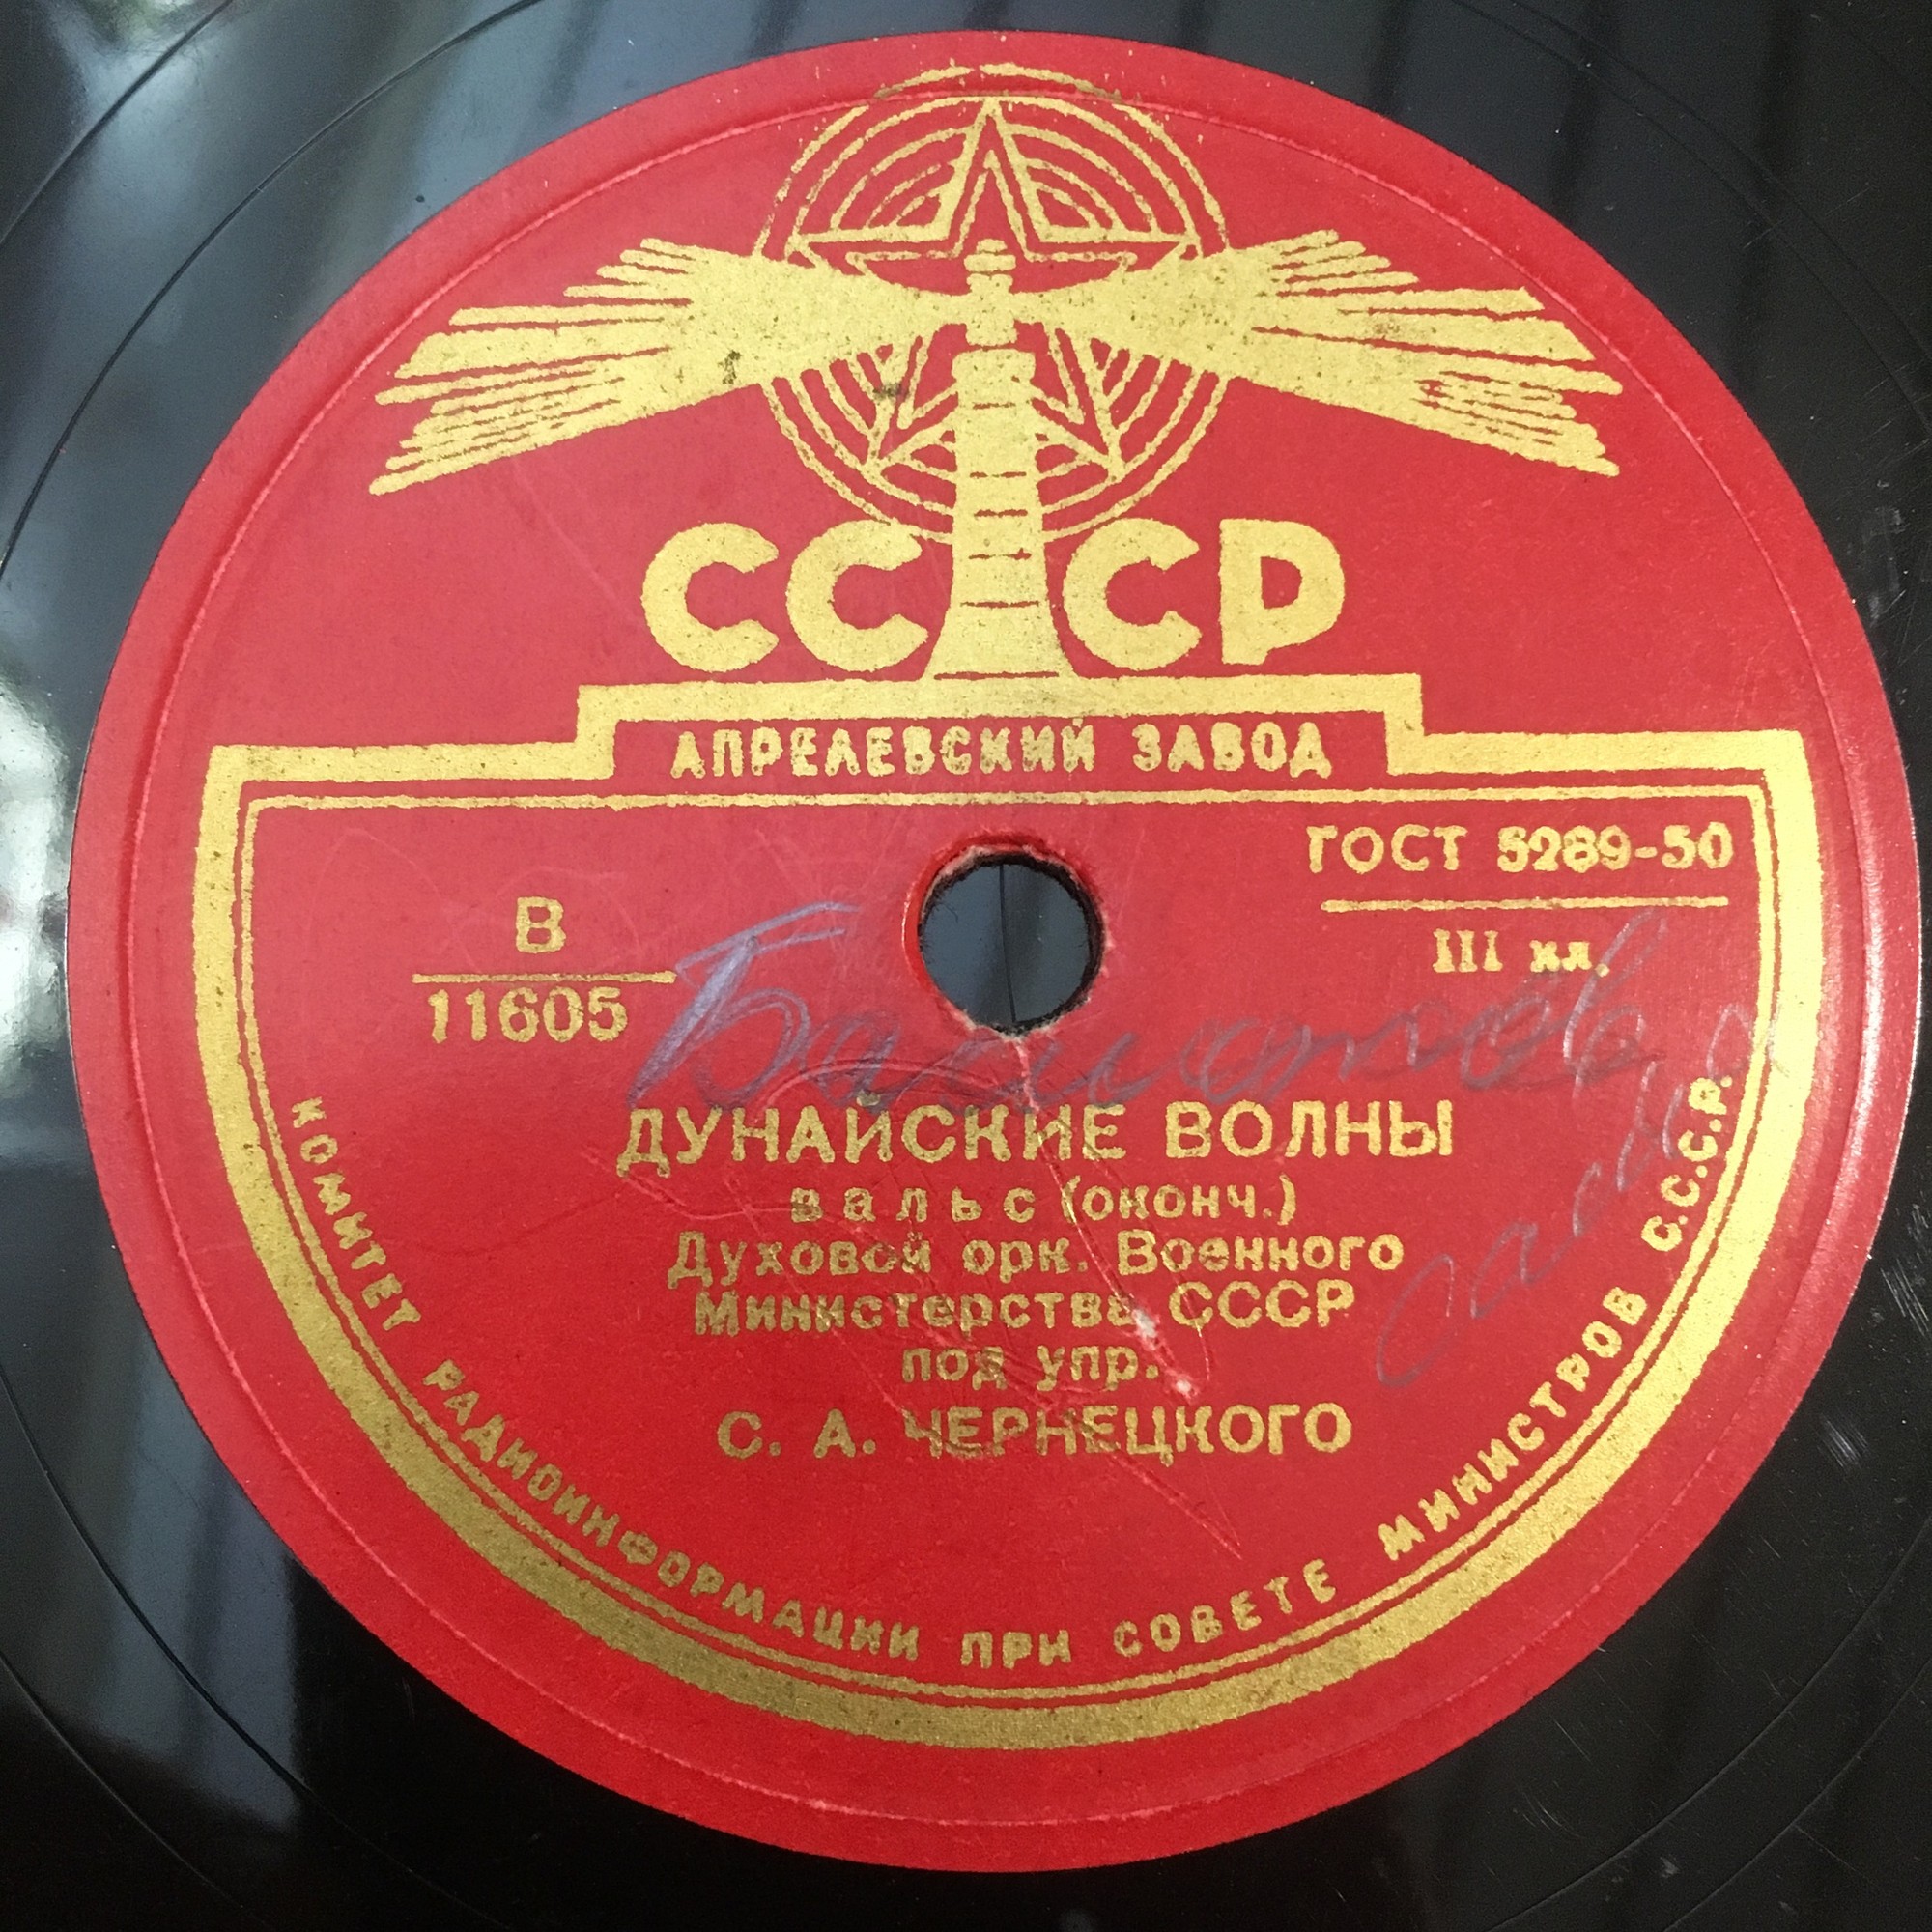 СССР
АПРЕЛЕВСКИЙ ЗАВОД
ГОСТ 5289-50
III кл.
В
11605
ДУНАЙСКИЕ ВОЛНЫ
вальс (оконч.)
Духовой орк. Военного
Министерства СССР
под упр.
С. А. ЧЕРНЕЦКОГО
КОМИТЕТ РАДИОИНФОРМАЦИИ ПРИ СОВЕТЕ МИНИСТРОВ С.С.С.Р.